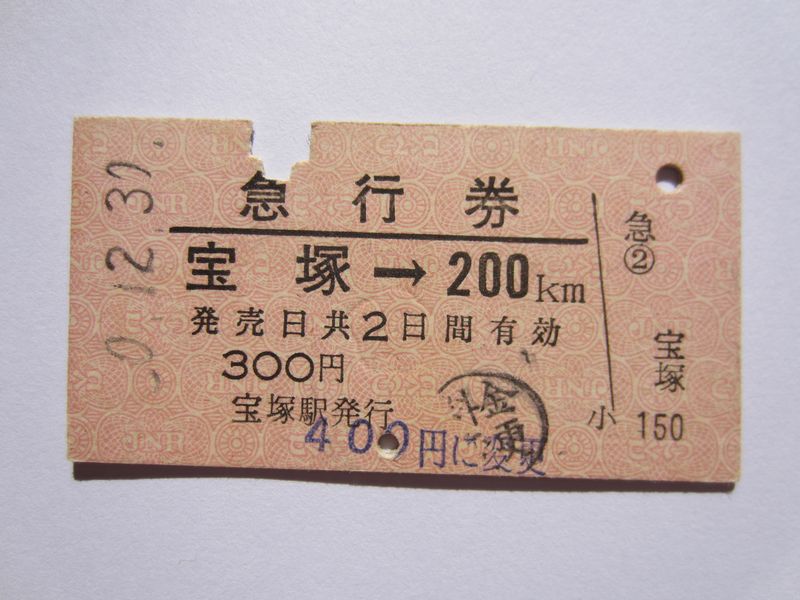 急行券
宝塚→200km
発売日共2日間有効
300円
宝塚駅発行
400円に変更
急
②
宝塚
小 150
JNR